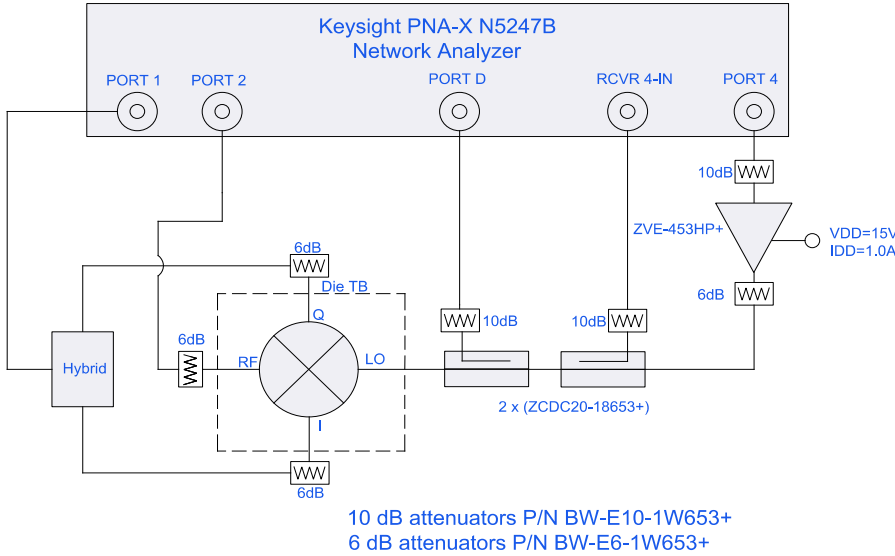 Keysight PNA-X N5247B
Network Analyzer
PORT 1
PORT 2
PORT D
RCVR 4-IN
PORT 4
10dB
ZVE-453HP+
VDD=15V
IDD=1.0A
6dB
6dB
Die TB
Q
6dB
10dB
10dB
RF
LO
Hybrid
2 x (ZCDC20-18653+)
I
6dB
10 dB attenuators P/N BW-E10-1W653+
6 dB attenuators P/N BW-E6-1W653+